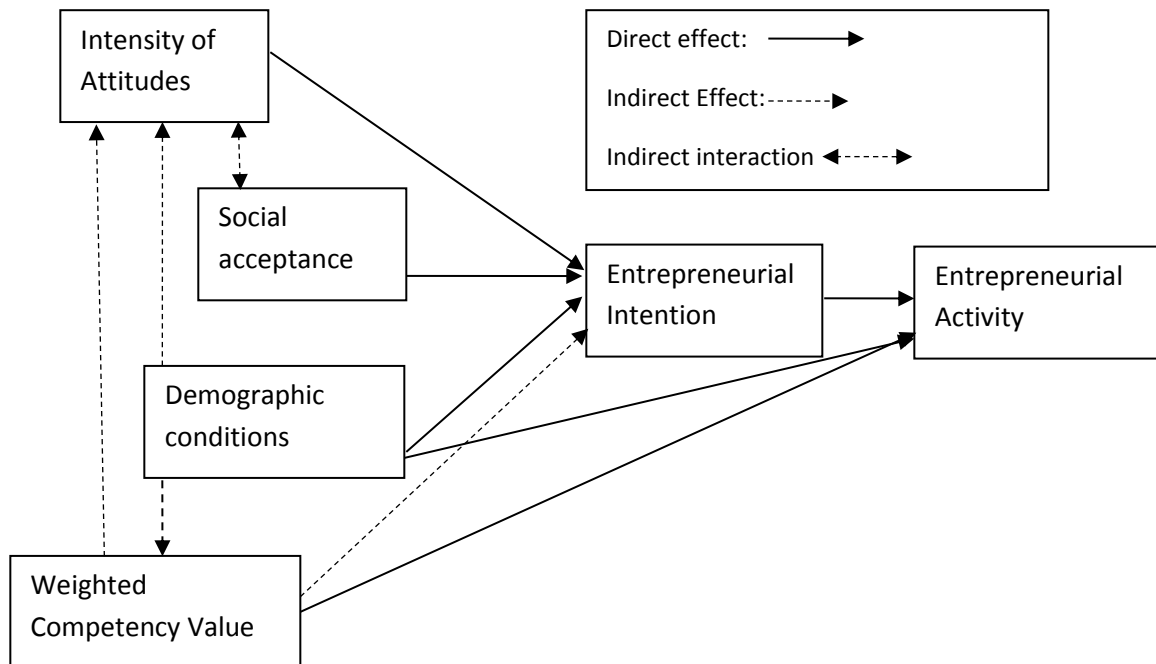 Intensity of
Attitudes
Direct effect:
Indirect Effect:
Indirect interaction
Social
acceptance
Entrepreneurial
Intention
Entrepreneurial
Activity
Demographic
conditions
Weighted
Competency Value